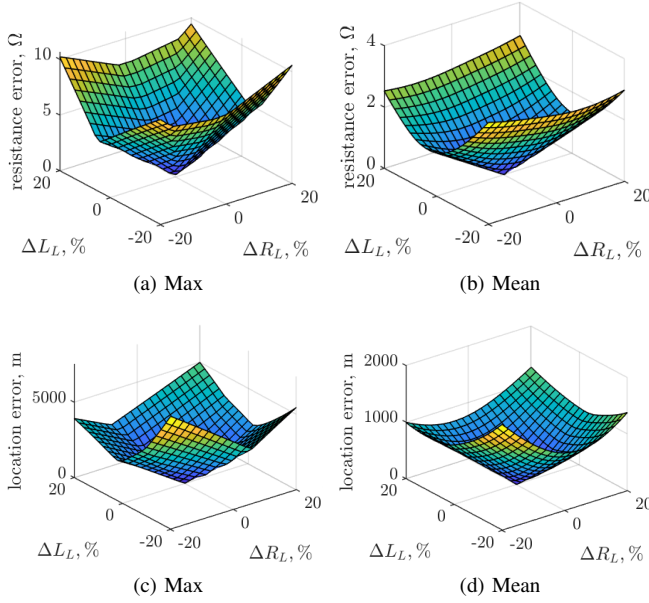 resistance error, Ω
10
5
0
20
0
-20
-20
0
20
ΔL_L, %
ΔR_L, %
(a) Max
resistance error, Ω
4
2
0
20
0
-20
-20
0
20
ΔL_L, %
ΔR_L, %
(b) Mean
location error, m
5000
0
20
0
-20
-20
0
20
ΔL_L, %
ΔR_L, %
(c) Max
location error, m
2000
1000
0
20
0
-20
-20
0
20
ΔL_L, %
ΔR_L, %
(d) Mean